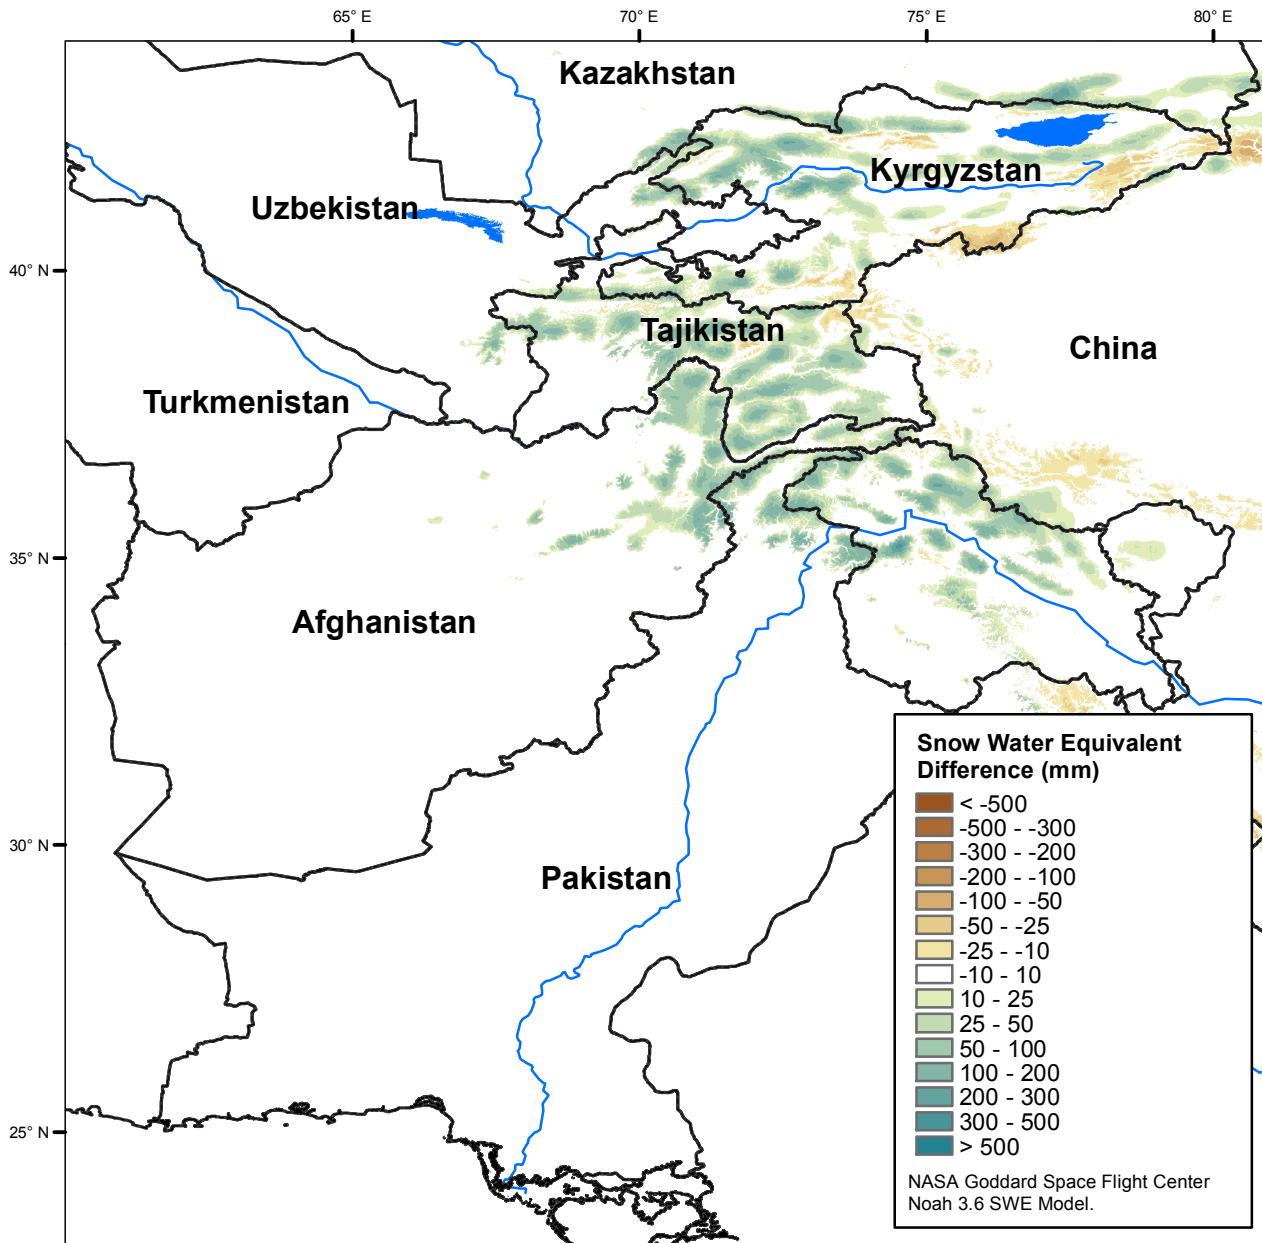 65° E
70° E
75° E
80° E
Kazakhstan
Kyrgyzstan
Uzbekistan
40° N
Tajikistan
China
Turkmenistan
35° N
Afghanistan
30° N
Pakistan
25° N
Snow Water Equivalent
Difference (mm)
< -500
-500 - -300
-300 - -200
-200 - -100
-100 - -50
-50 - -25
-25 - -10
-10 - 10
10 - 25
25 - 50
50 - 100
100 - 200
200 - 300
300 - 500
> 500
NASA Goddard Space Flight Center
Noah 3.6 SWE Model.